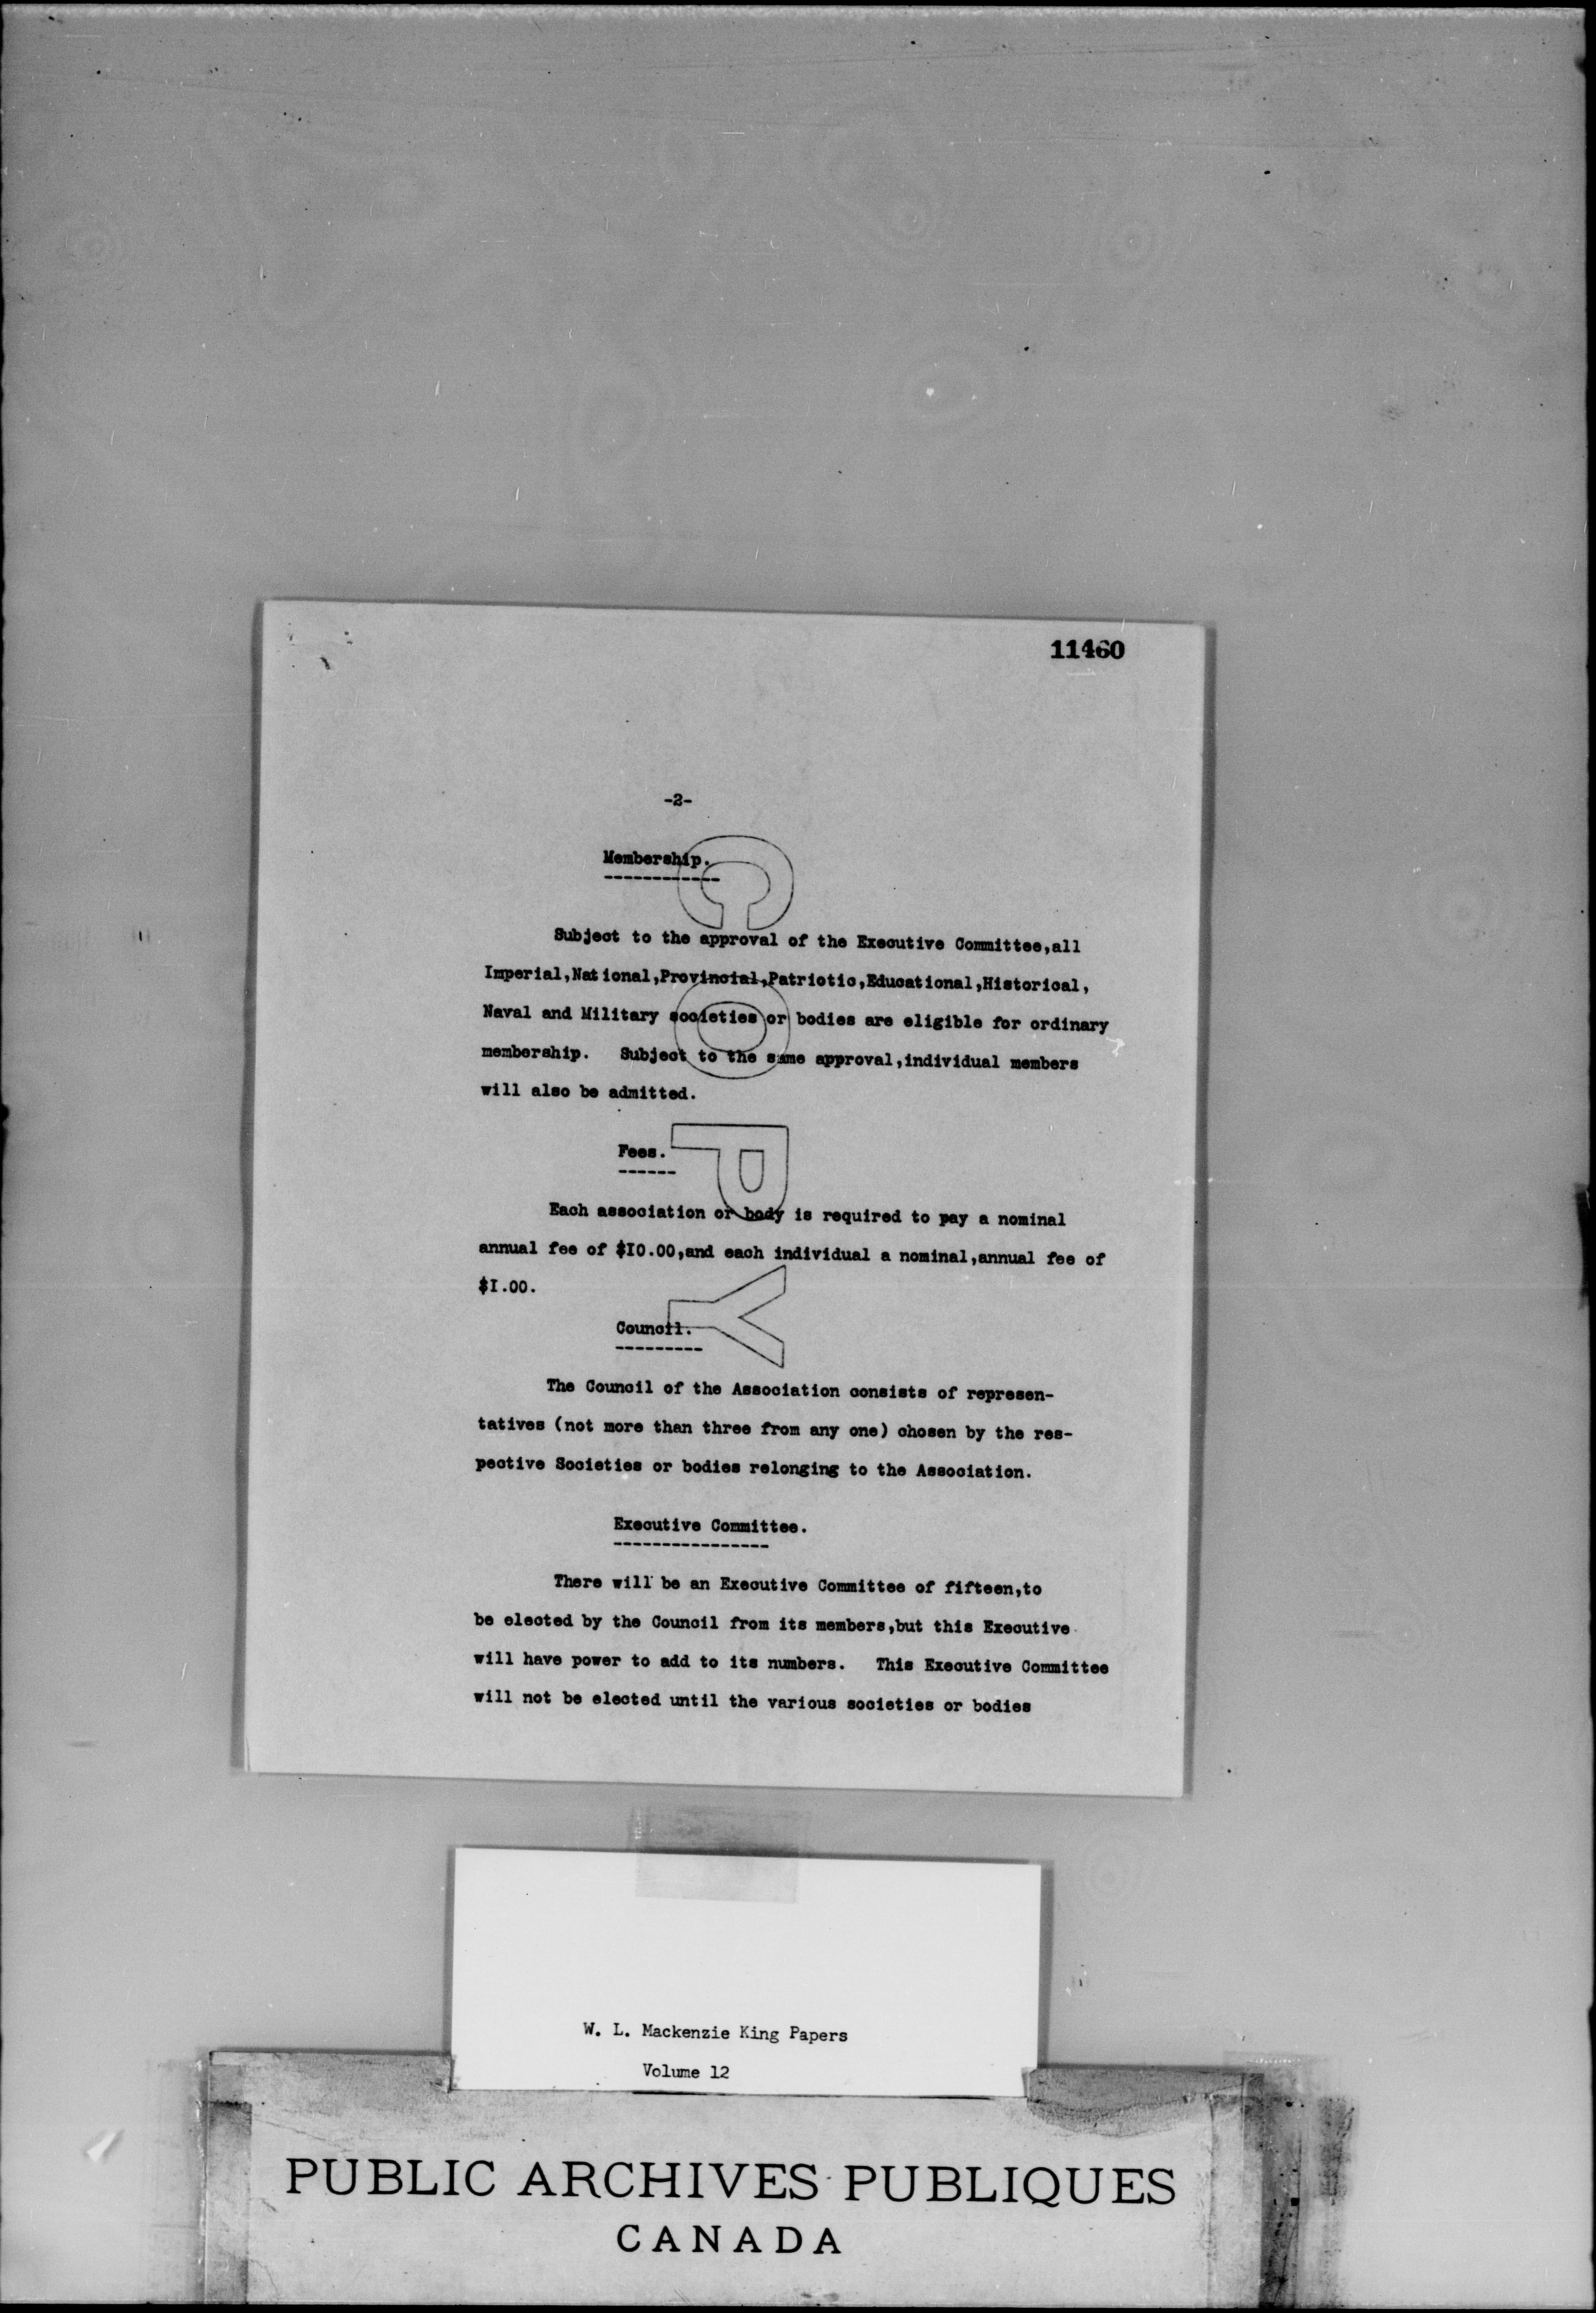 11460
-2-
Membership.
Subject to the approval of the Executive Committee,all
Imperial,National,Provincial,Patriotic,Educational,Historical,
Naval and Military societies or bodies are eligible for ordinary
membership. Subject to the same approval,individual members
will also be admitted.
Fees.
Each association or body is required to pay a nominal
annual fee of $I0.00,and each individual a nominal,annual fee of
$I.00.
Council.
The Council of the Association consists of represen-
tatives (not more than three from any one) chosen by the res-
pective Societies or bodies relonging to the Association.
Executive Committee.
There will be an Executive Committee of fifteen,to
be elected by the Council from its members,but this Executive
will have power to add to its numbers. This Executive Committee
will not be elected until the various societies or bodies
COPY
W. L. Mackenzie King Papers
Volume 12
PUBLIC ARCHIVES PUBLIQUES
CANADA